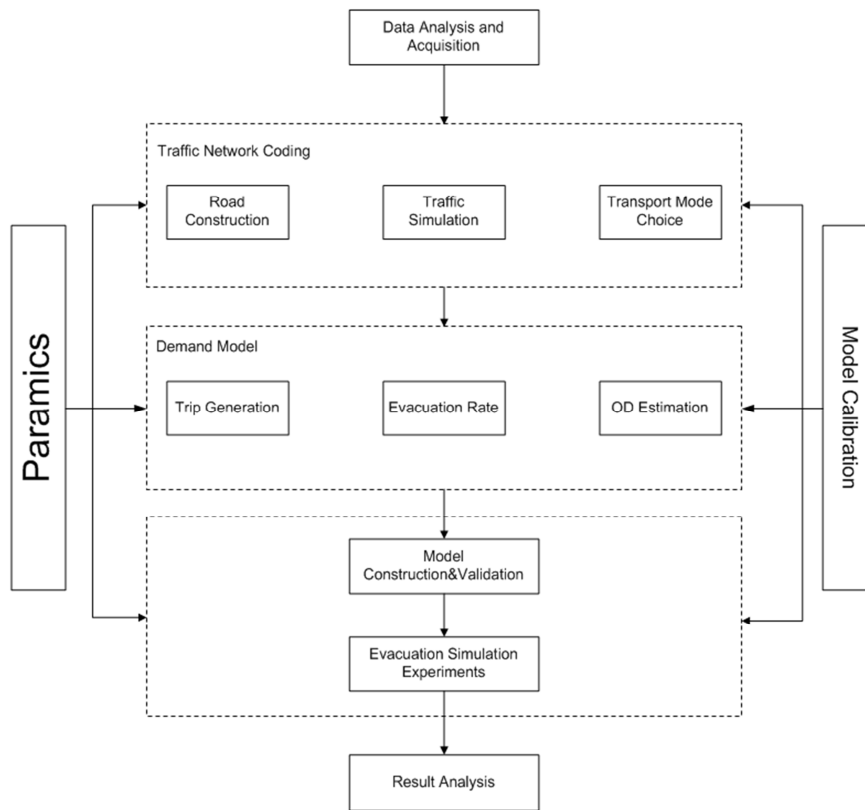 Data Analysis and
Acquisition
Traffic Network Coding
Road
Construction
Traffic
Simulation
Transport Mode
Choice
Paramics
Model Calibration
Demand Model
Trip Generation
Evacuation Rate
OD Estimation
Model
Construction&Validation
Evacuation Simulation
Experiments
Result Analysis